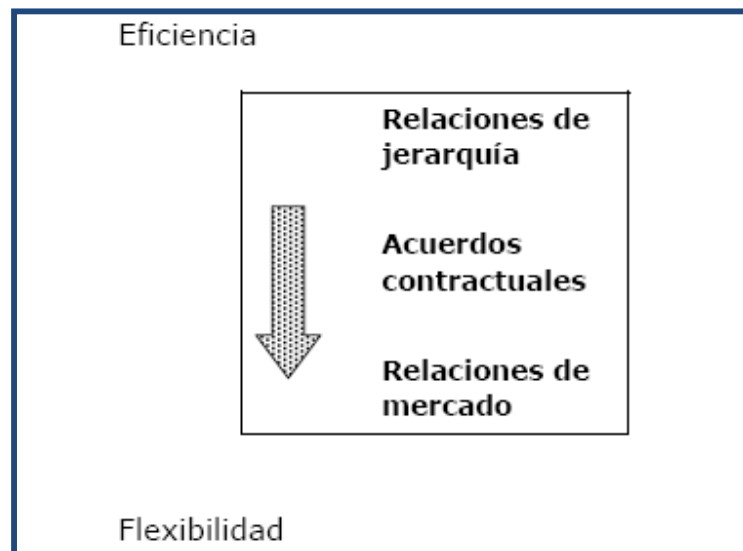 Eficiencia
Relaciones de
jerarquía
Acuerdos
contractuales
Relaciones de
mercado
Flexibilidad